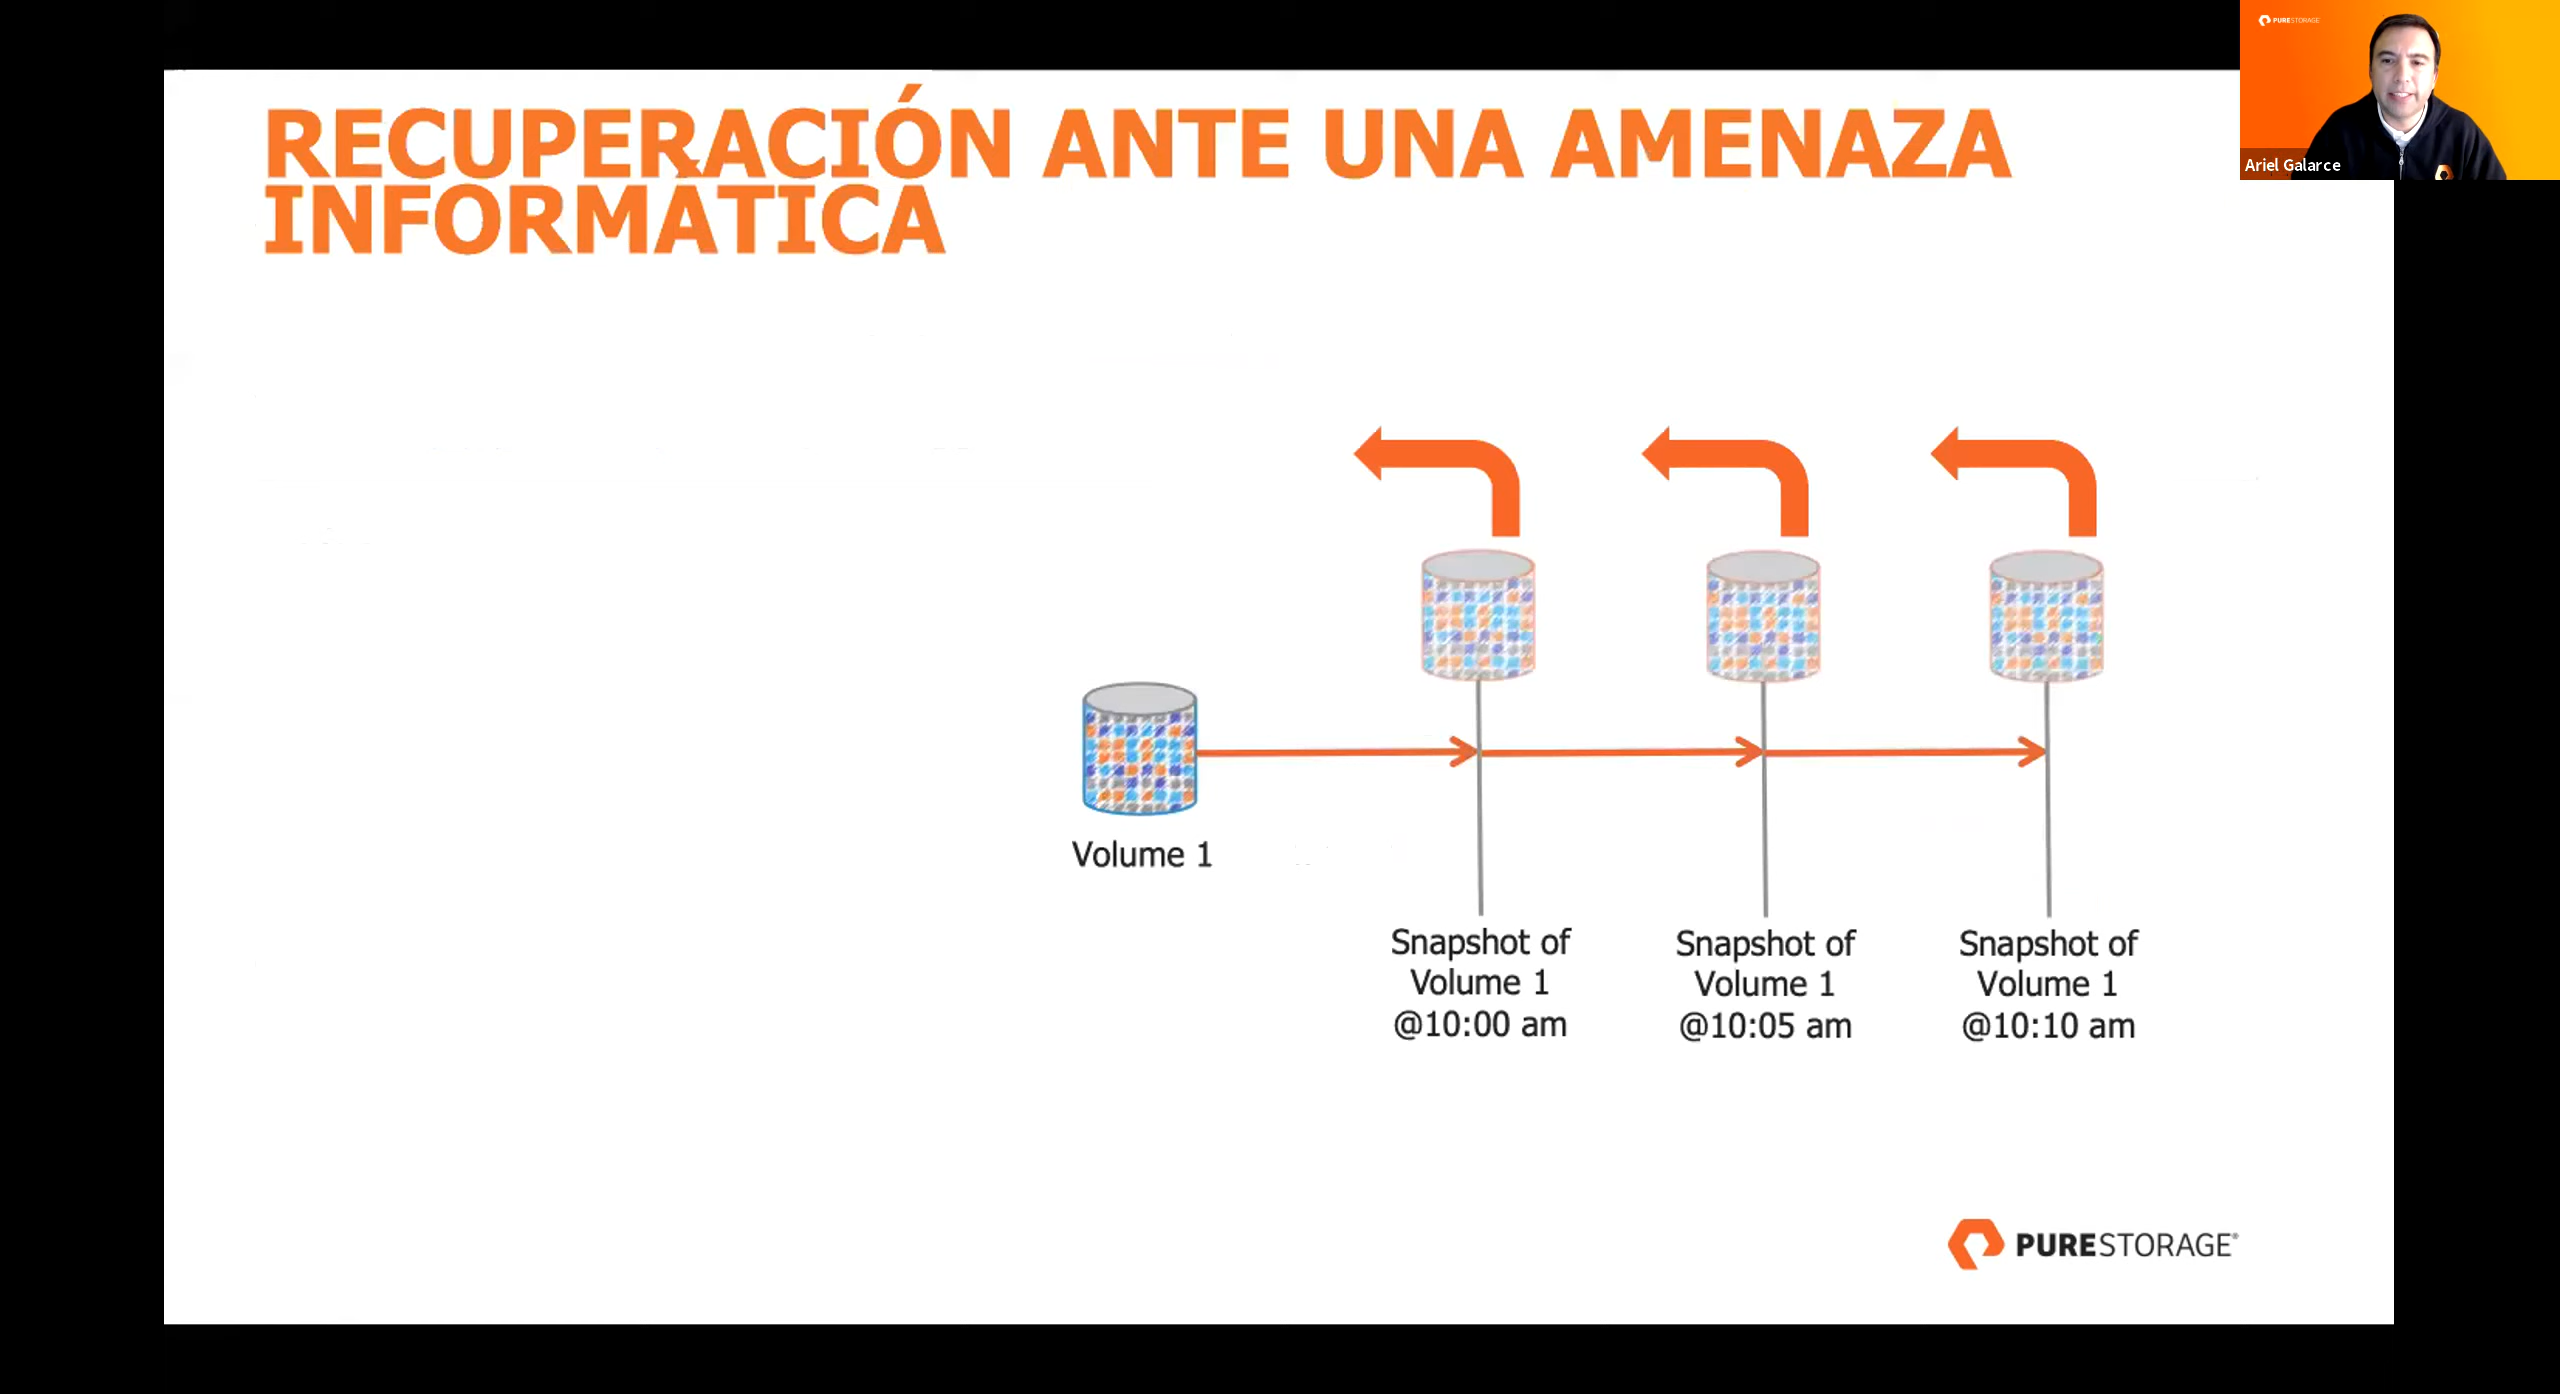 PURESTORAGE
Ariel Galarce
RECUPERACIÓN ANTE UNA AMENAZA
INFORMÁTICA
Volume 1
Snapshot of
Volume 1
@10:00 am
Snapshot of
Volume 1
@10:05 am
Snapshot of
Volume 1
@10:10 am
PURESTORAGE®